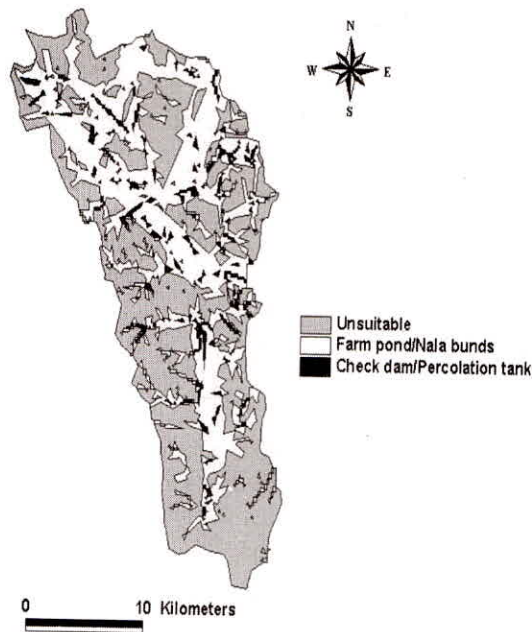 N
W E
S
Unsuitable
Farm pond/Nala bunds
Check dam/Percolation tank
0 10 Kilometers